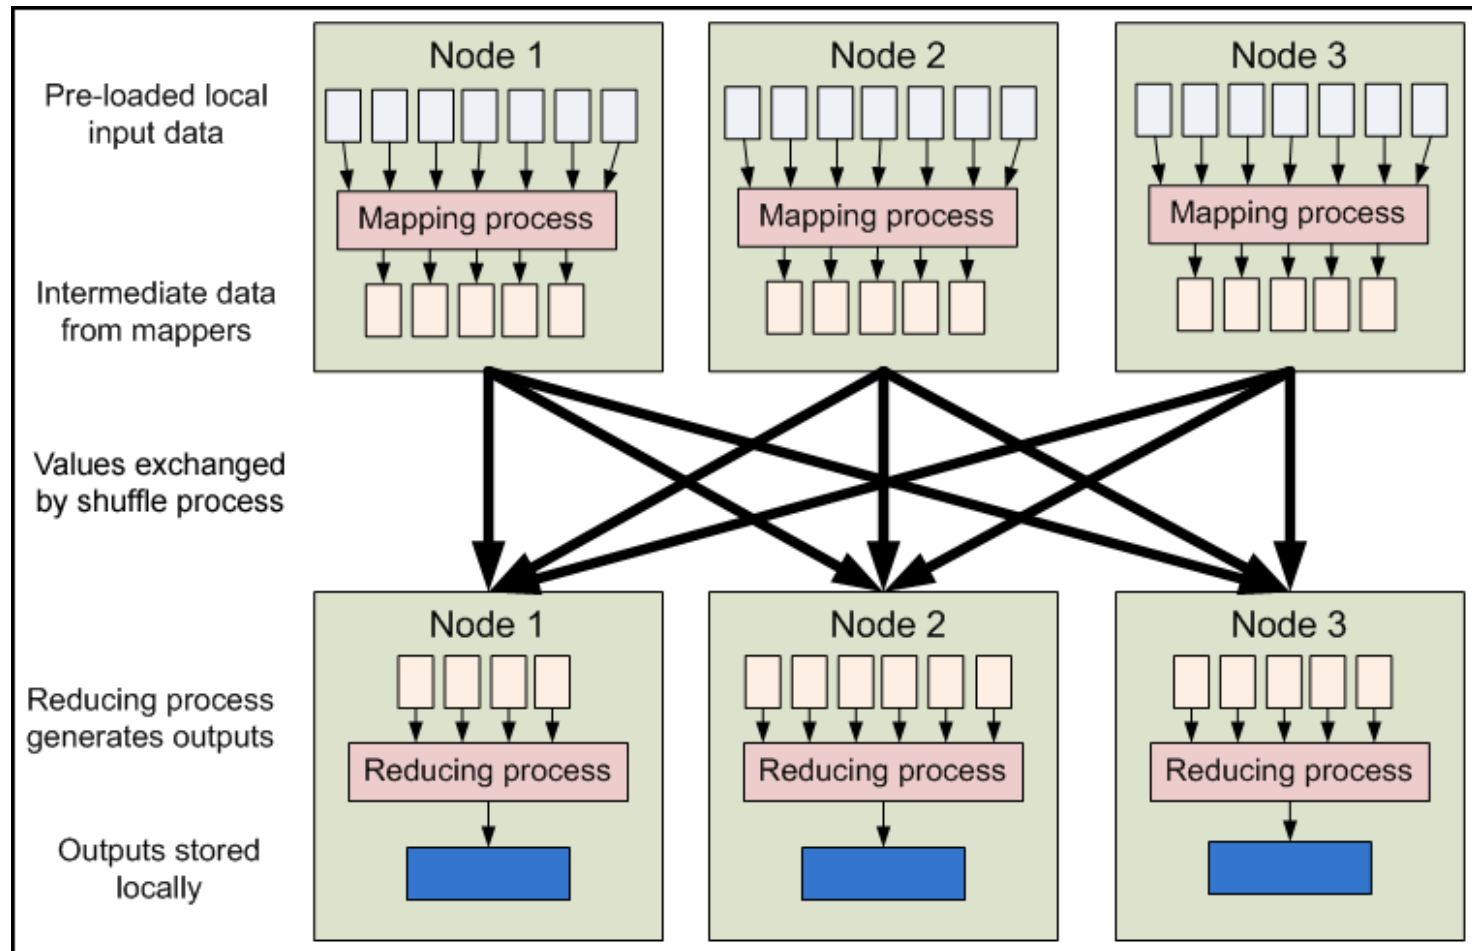 Node 1
Node 2
Node 3
Pre-loaded local
input data
Mapping process
Mapping process
Mapping process
Intermediate data
from mappers
Values exchanged
by shuffle process
Node 1
Node 2
Node 3
Reducing process
generates outputs
Reducing process
Reducing process
Reducing process
Outputs stored
locally